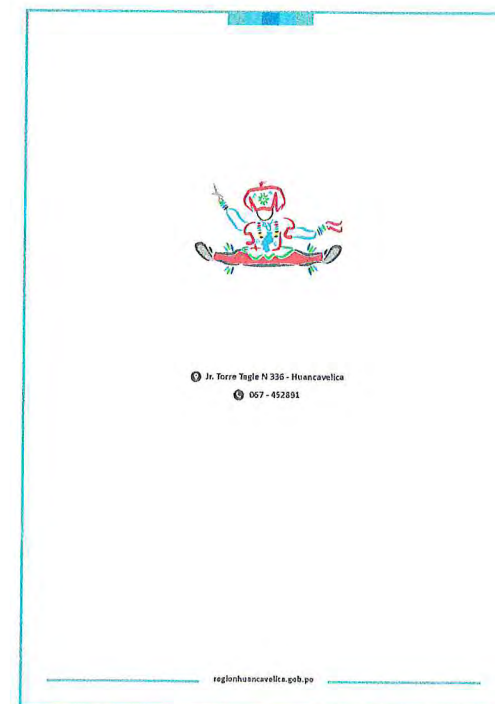 Jr. Torre Tagle N 336 - Huancavelica
067 - 452891
regionhuancavelica.gob.pe